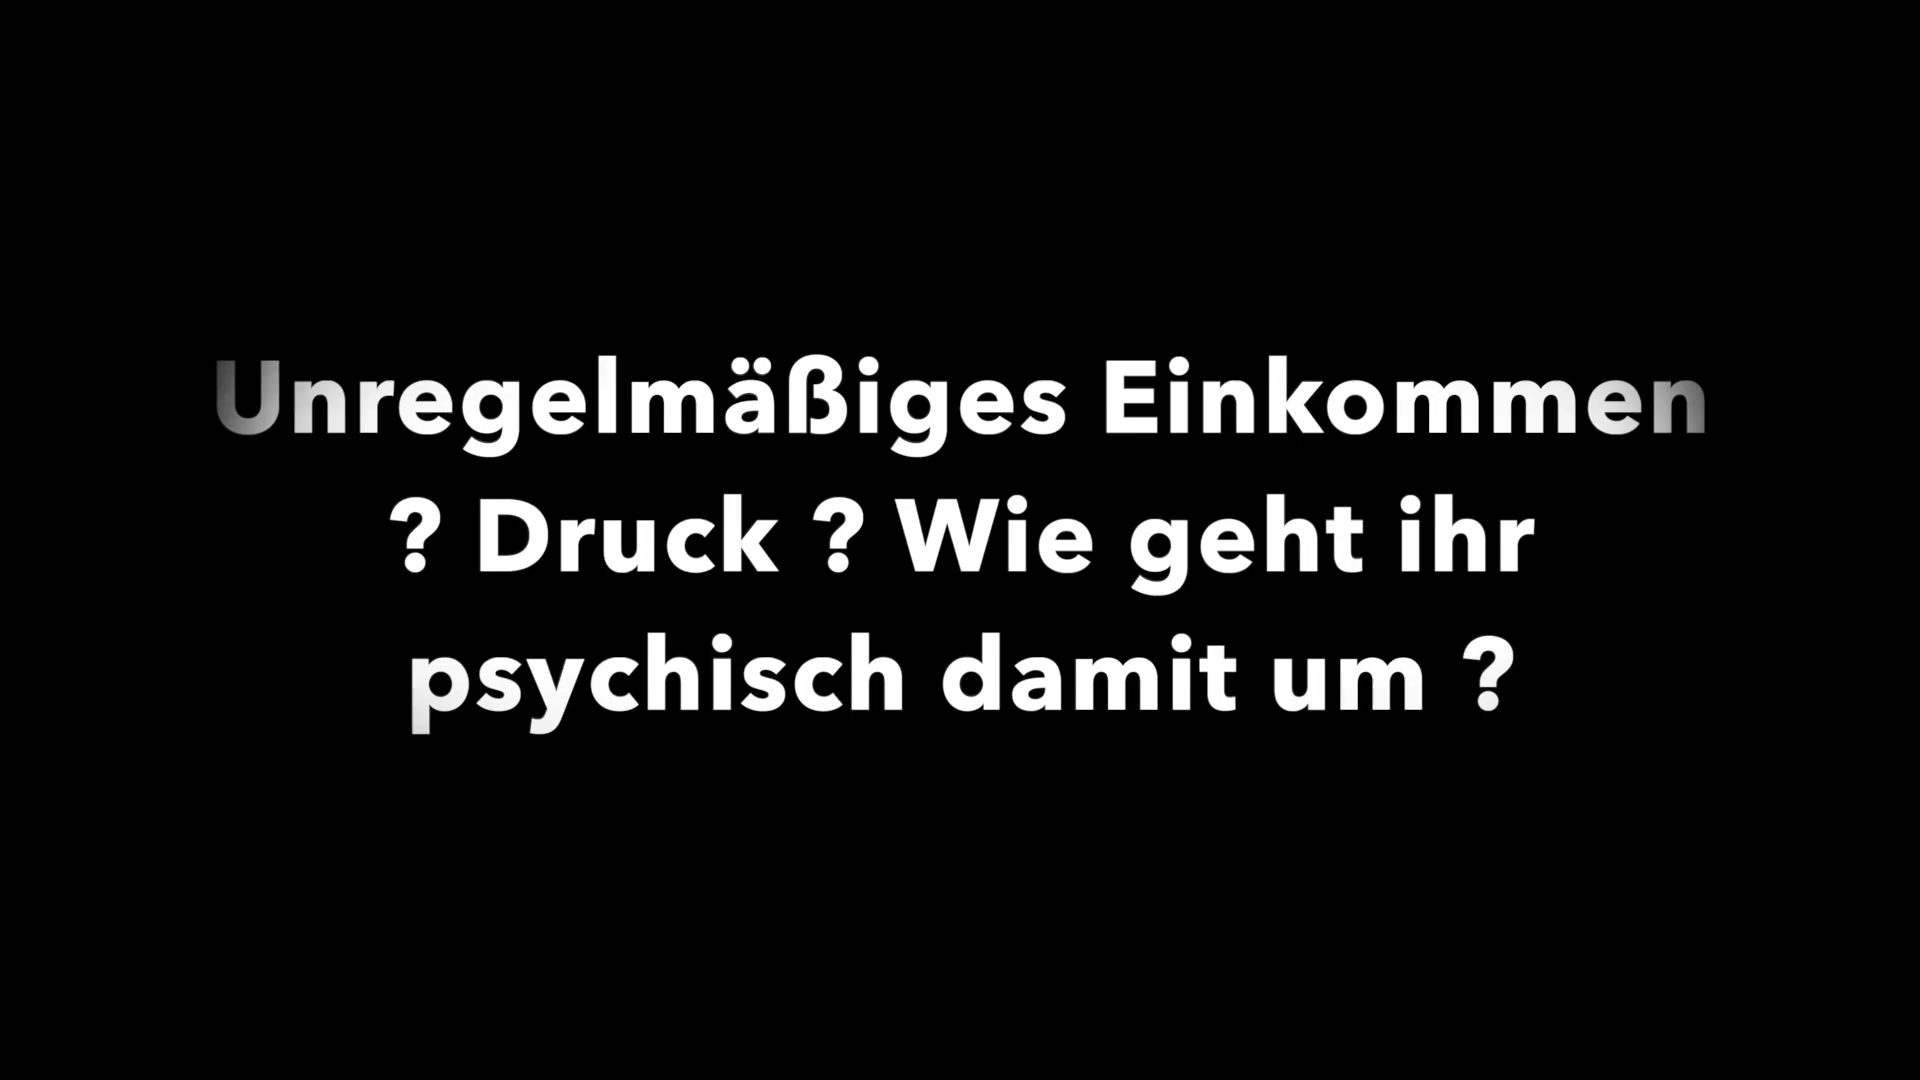 Unregelmäßiges Einkommen
? Druck ? Wie geht ihr
psychisch damit um ?